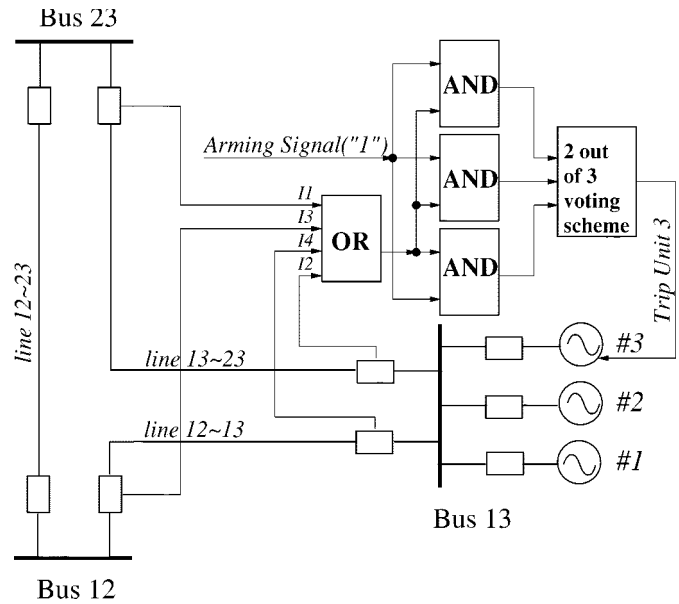 Bus 23
AND
Arming Signal("1")
AND
2 out
of 3
voting
scheme
I1
I3
I4
I2
OR
AND
Trip Unit 3
line 12~23
line 13~23
#3
#2
line 12~13
#1
Bus 13
Bus 12